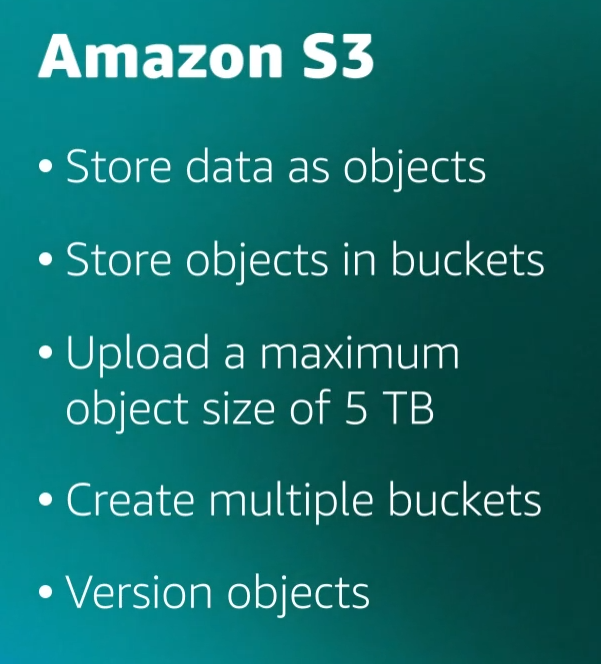 Amazon S3
• Store data as objects
• Store objects in buckets
• Upload a maximum
object size of 5 TB
• Create multiple buckets
• Version objects